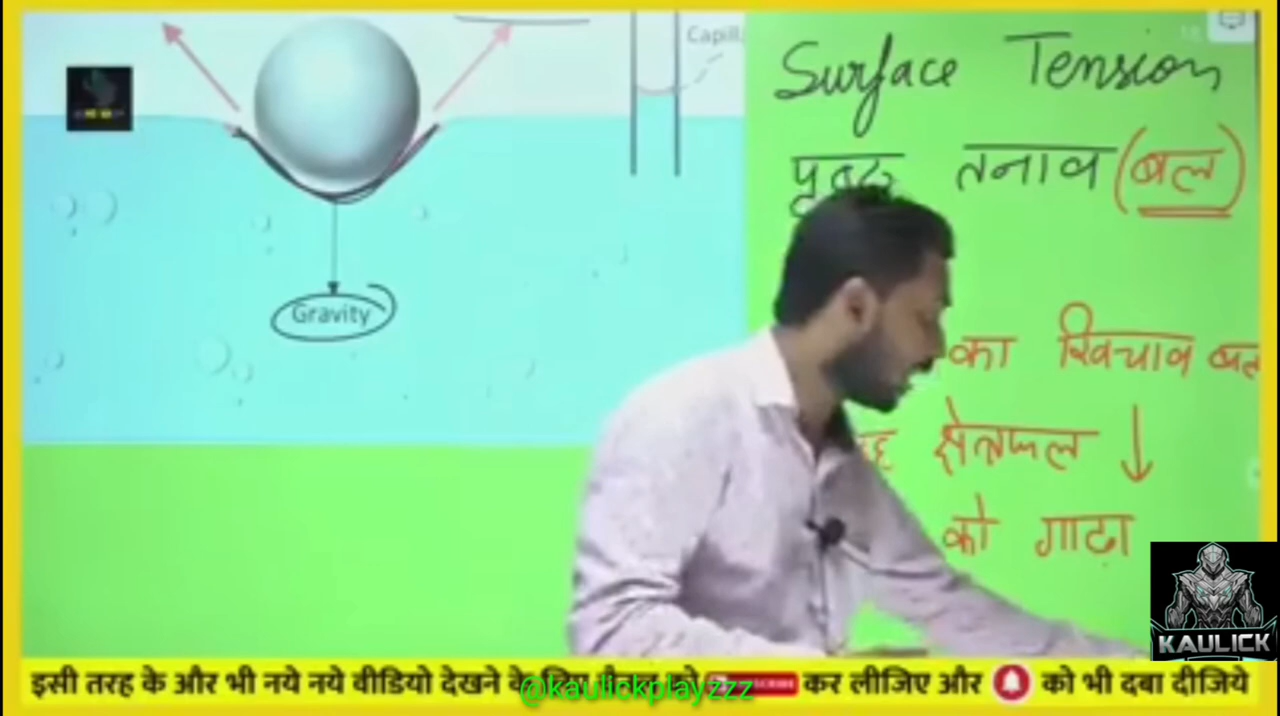 Capill
Surface Tension
पृष्ठ तनाव (बल)
Gravity
का खिचाव बल
क्षेत्रफल ↓
को गाढा
KAULICK
इसी तरह के और भी नये नये वीडियो देखने के लिए चैनल को कर लीजिए और को भी दबा दीजिये
@kaulickplayzzz